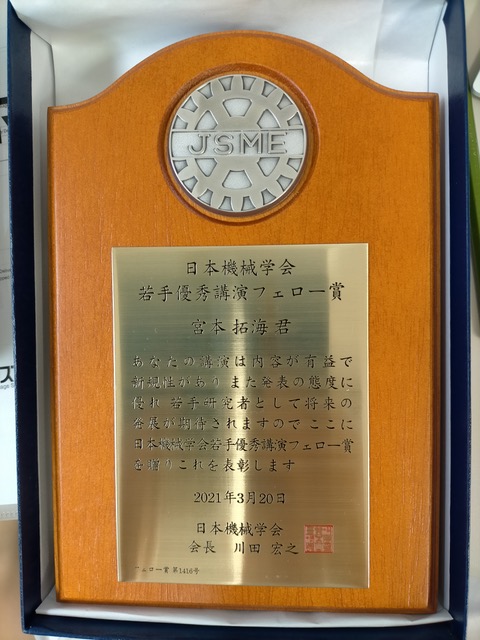 JSME
日本機械学会
若手優秀講演フェロー賞
宮本 拓海 君
あなたの講演は内容が有益で
新規性があり また発表の態度に
優れ 若手研究者として将来の
発展が期待されますので ここに
日本機械学会若手優秀講演フェロー賞
を贈りこれを表彰します
2021年3月20日
日本機械学会
会長 川田 宏之
フェロー賞 第1416号